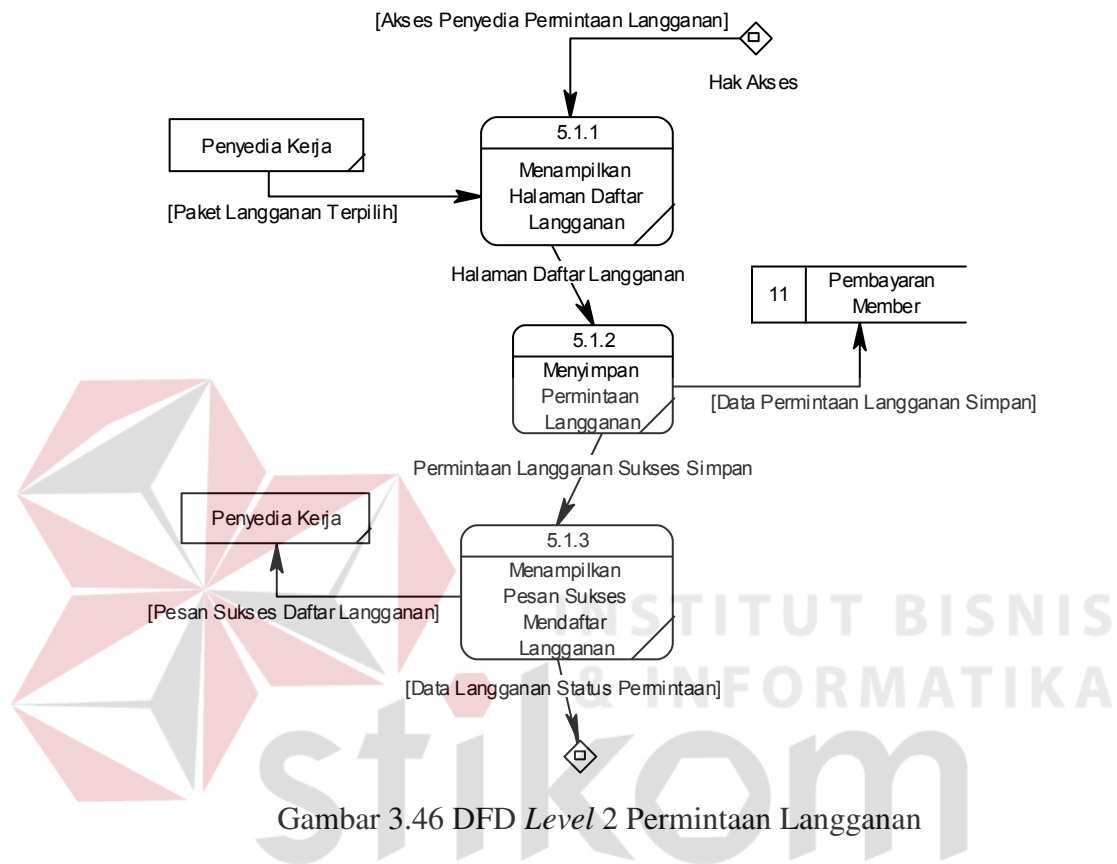 [Akses Penyedia Permintaan Langganan]
Hak Akses
Penyedia Kerja
5.1.1
Menampilkan
Halaman Daftar
Langganan
[Paket Langganan Terpilih]
Halaman Daftar Langganan
11
Pembayaran
Member
5.1.2
Menyimpan
Permintaan
Langganan
[Data Permintaan Langganan Simpan]
Permintaan Langganan Sukses Simpan
Penyedia Kerja
5.1.3
Menampilkan
Pesan Sukses
Mendaftar
Langganan
[Pesan Sukses Daftar Langganan]
INSTITUT BISNIS
& INFORMATIKA
[Data Langganan Status Permintaan]
stikom
Gambar 3.46 DFD Level 2 Permintaan Langganan